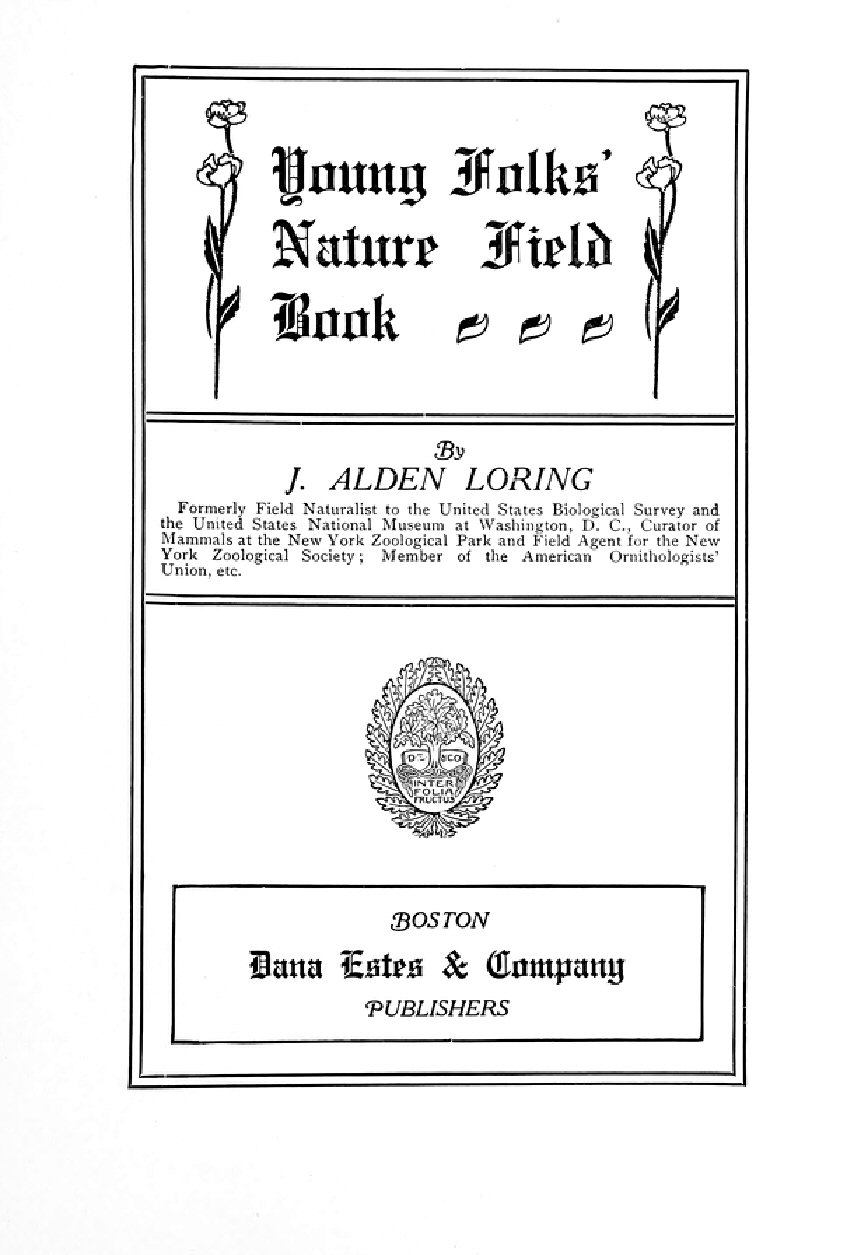 Young Folks'
Nature Field
Book
By
J. ALDEN LORING
Formerly Field Naturalist to the United States Biological Survey and
the United States National Museum at Washington, D. C., Curator of
Mammals at the New York Zoological Park and Field Agent for the New
York Zoological Society; Member of the American Ornithologists'
Union, etc.
INTER
FOLIA
FRUCTUS
BOSTON
Dana Estes & Company
PUBLISHERS